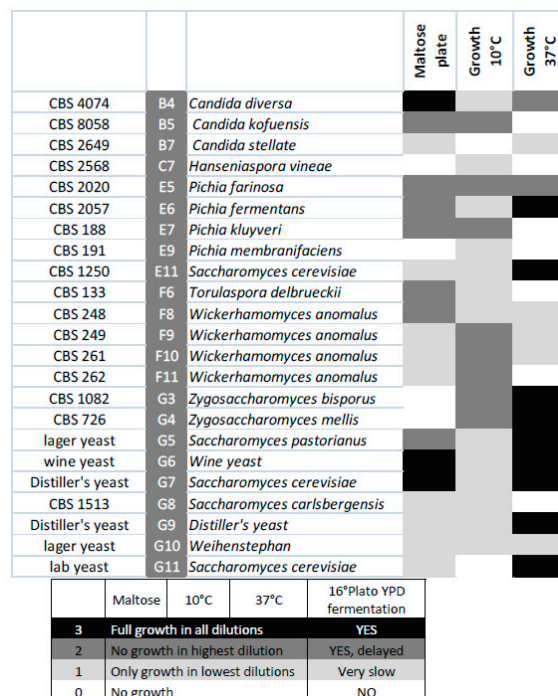 Maltose plate Growth 10°C Growth 37°C
CBS 4074 B4 Candida diversa
CBS 8058 B5 Candida kofuensis
CBS 2649 B7 Candida stellate
CBS 2568 C7 Hanseniaspora vineae
CBS 2020 E5 Pichia farinosa
CBS 2057 E6 Pichia fermentans
CBS 188 E7 Pichia kluyveri
CBS 191 E9 Pichia membranifaciens
CBS 1250 E11 Saccharomyces cerevisiae
CBS 133 F6 Torulaspora delbrueckii
CBS 248 F8 Wickerhamomyces anomalus
CBS 249 F9 Wickerhamomyces anomalus
CBS 261 F10 Wickerhamomyces anomalus
CBS 262 F11 Wickerhamomyces anomalus
CBS 1082 G3 Zygosaccharomyces bisporus
CBS 726 G4 Zygosaccharomyces mellis
lager yeast G5 Saccharomyces pastorianus
wine yeast G6 Wine yeast
Distiller's yeast G7 Saccharomyces cerevisiae
CBS 1513 G8 Saccharomyces carlsbergensis
Distiller's yeast G9 Distiller's yeast
lager yeast G10 Weihenstephan
lab yeast G11 Saccharomyces cerevisiae
Maltose 10°C 37°C 16°Plato YPD fermentation
3 Full growth in all dilutions YES
2 No growth in highest dilution YES, delayed
1 Only growth in lowest dilutions Very slow
0 No growth NO